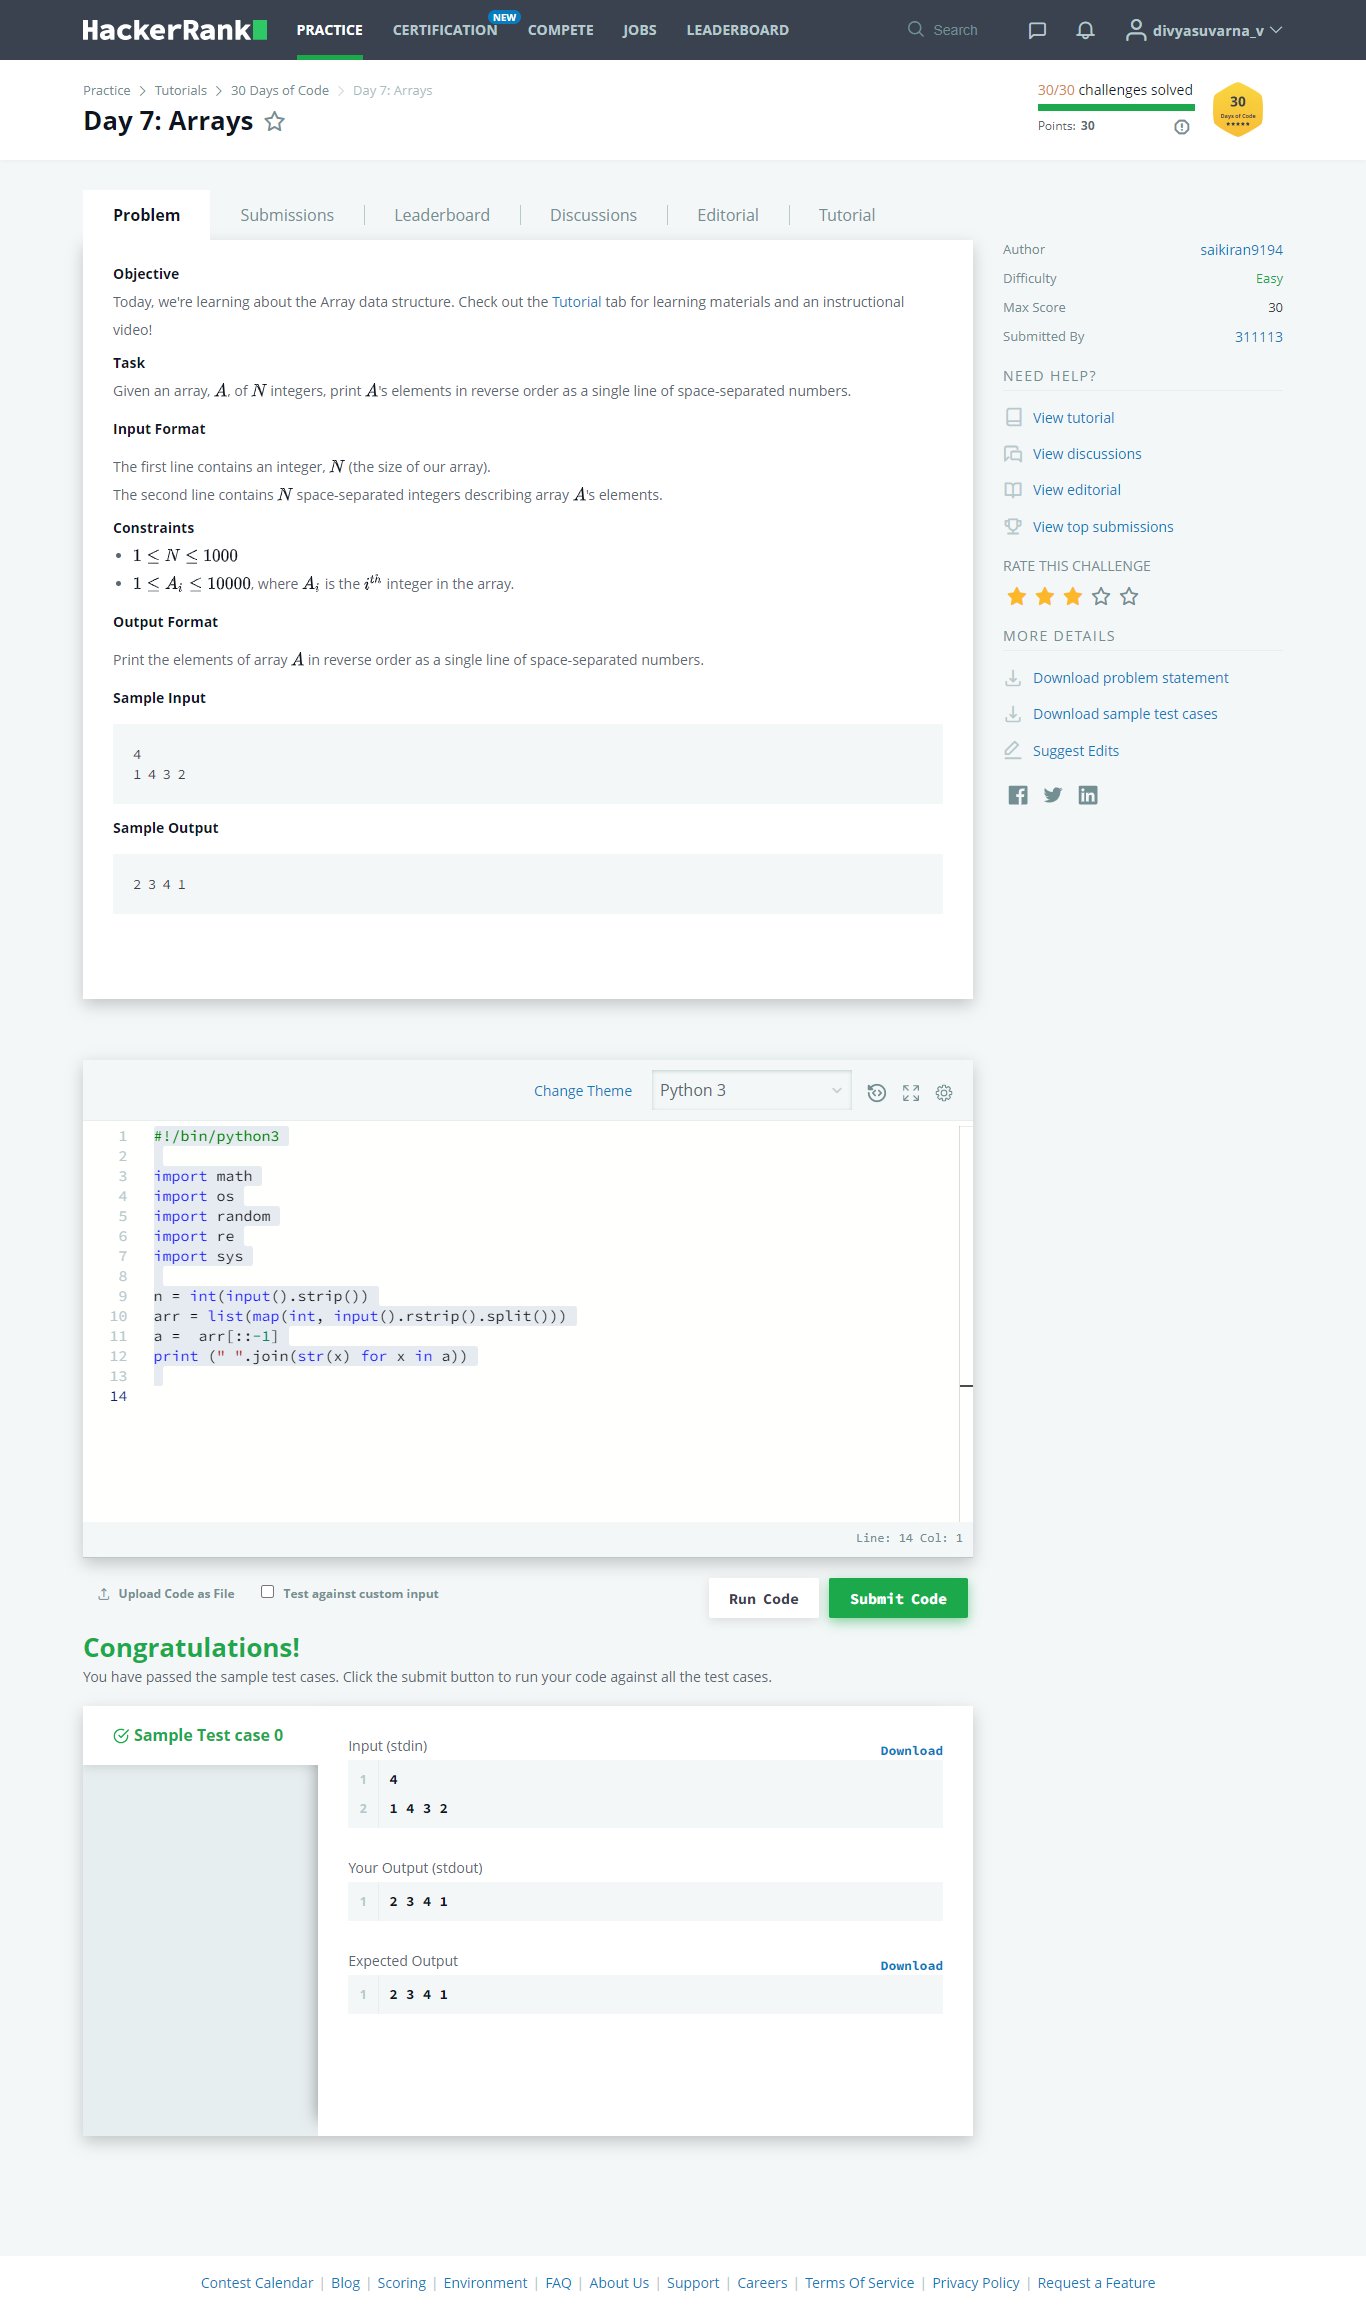 HackerRank PRACTICE CERTIFICATION NEW COMPETE JOBS LEADERBOARD Search divyasuvarna_v
Practice > Tutorials > 30 Days of Code > Day 7: Arrays
Day 7: Arrays
30/30 challenges solved
Points: 30
30
Days of Code
Problem Submissions Leaderboard Discussions Editorial Tutorial
Objective
Today, we're learning about the Array data structure. Check out the Tutorial tab for learning materials and an instructional
video!
Task
Given an array, A, of N integers, print A's elements in reverse order as a single line of space-separated numbers.
Input Format
The first line contains an integer, N (the size of our array).
The second line contains N space-separated integers describing array A's elements.
Constraints
• 1 ≤ N ≤ 1000
• 1 ≤ A_i ≤ 10000, where A_i is the i^th integer in the array.
Output Format
Print the elements of array A in reverse order as a single line of space-separated numbers.
Sample Input
4
1 4 3 2
Sample Output
2 3 4 1
Author saikiran9194
Difficulty Easy
Max Score 30
Submitted By 311113
NEED HELP?
View tutorial
View discussions
View editorial
View top submissions
RATE THIS CHALLENGE
MORE DETAILS
Download problem statement
Download sample test cases
Suggest Edits
Change Theme Python 3
1 #!/bin/python3
2
3 import math
4 import os
5 import random
6 import re
7 import sys
8
9 n = int(input().strip())
10 arr = list(map(int, input().rstrip().split()))
11 a =  arr[::-1]
12 print (" ".join(str(x) for x in a))
13
14
Line: 14 Col: 1
Upload Code as File Test against custom input Run Code Submit Code
Congratulations!
You have passed the sample test cases. Click the submit button to run your code against all the test cases.
Sample Test case 0
Input (stdin) Download
1 4
2 1 4 3 2
Your Output (stdout)
1 2 3 4 1
Expected Output Download
1 2 3 4 1
Contest Calendar | Blog | Scoring | Environment | FAQ | About Us | Support | Careers | Terms Of Service | Privacy Policy | Request a Feature